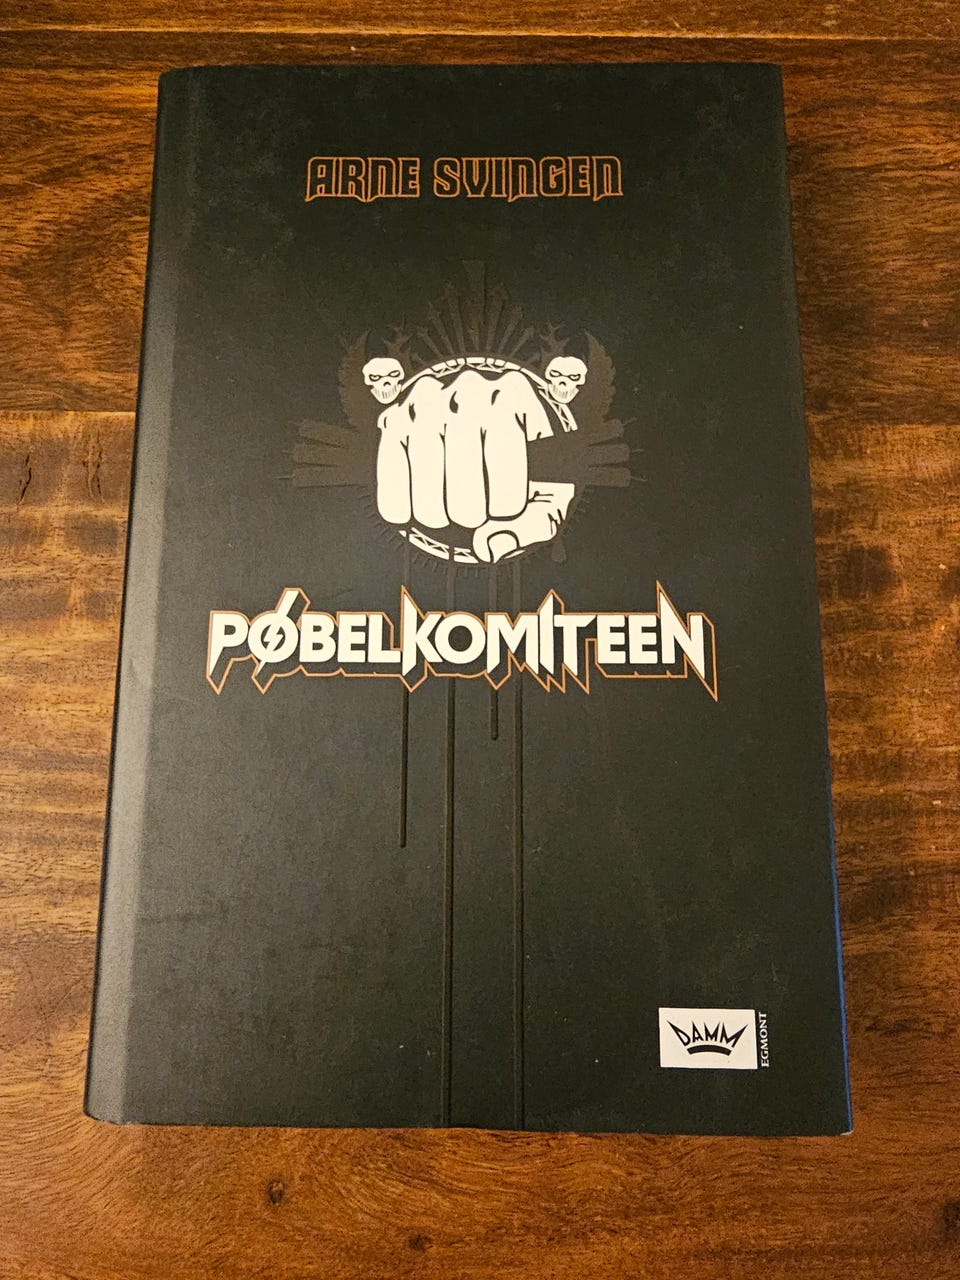 ARNE SVINGEN
PØBELKOMITEEN
DAMM
EGMONT